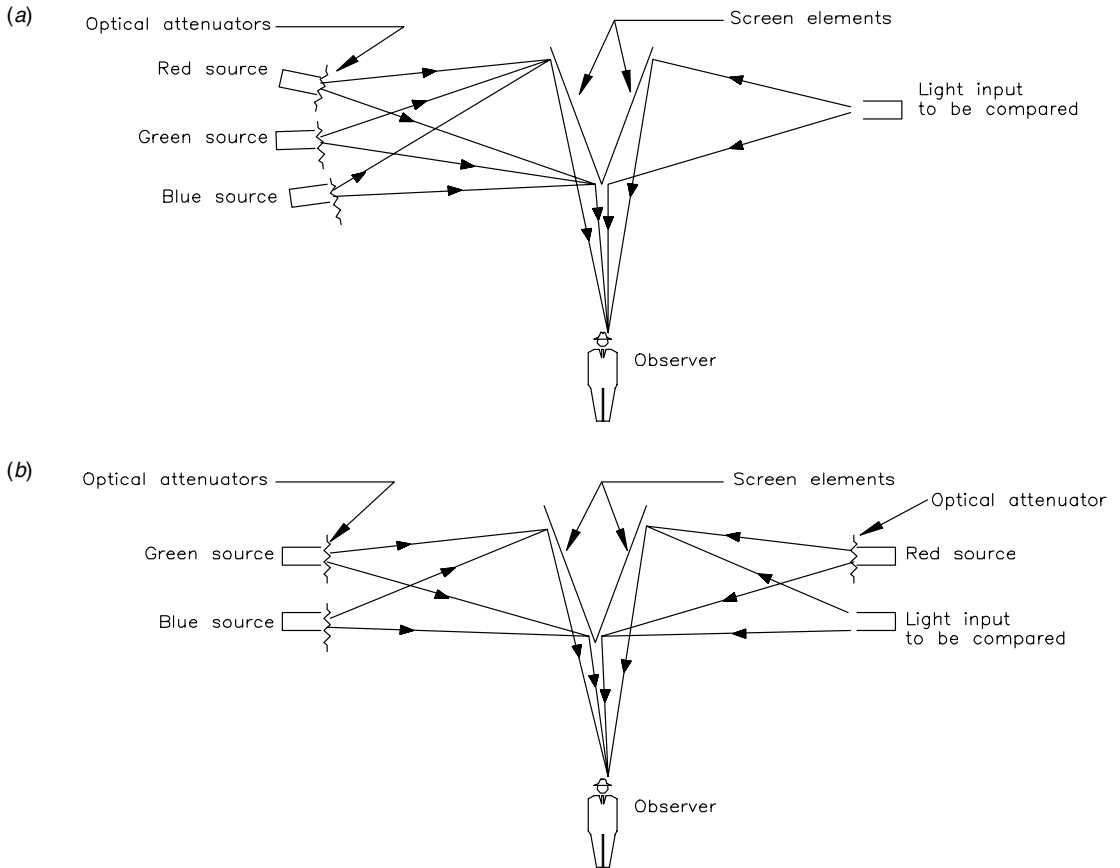 (a)
Optical attenuators
Screen elements
Red source
Light input
to be compared
Green source
Blue source
Observer
(b)
Optical attenuators
Screen elements
Optical attenuator
Green source
Red source
Blue source
Light input
to be compared
Observer